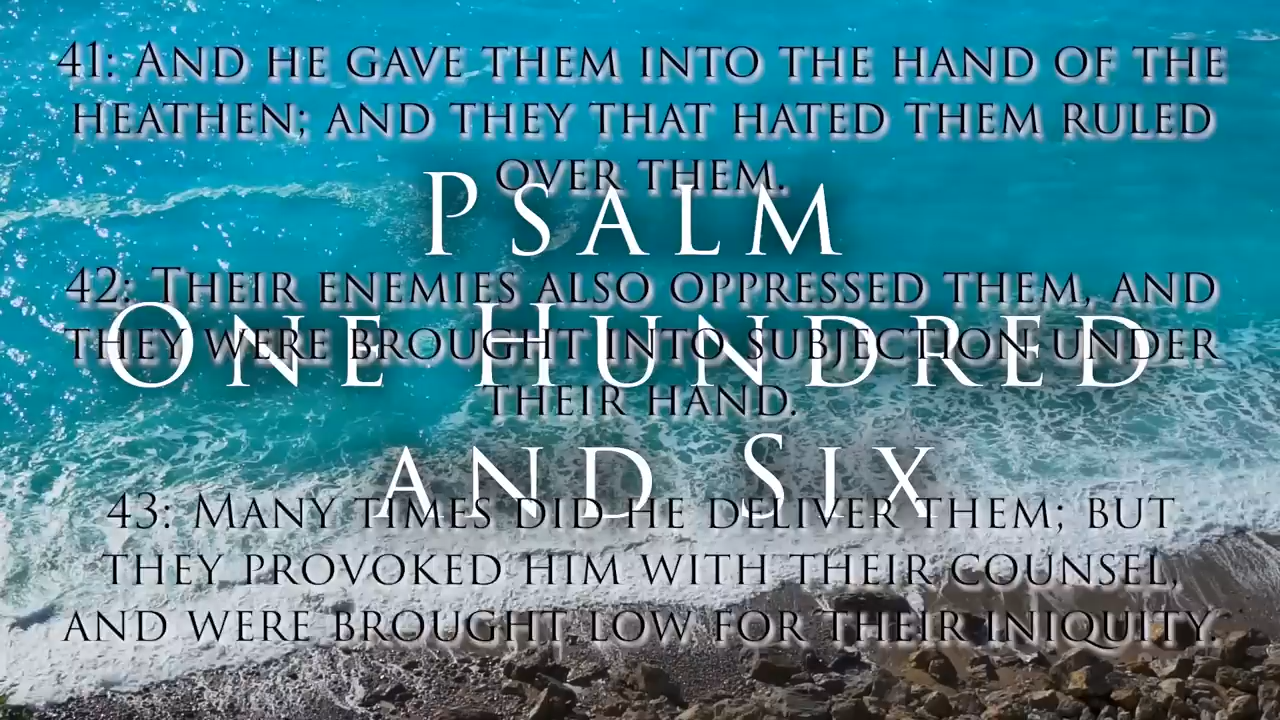 41: And he gave them into the hand of the
heathen; and they that hated them ruled
over them.
Psalm
42: Their enemies also oppressed them, and
One Hundred
they were brought into subjection under
their hand.
and Six
43: Many times did he deliver them; but
they provoked him with their counsel,
and were brought low for their iniquity.